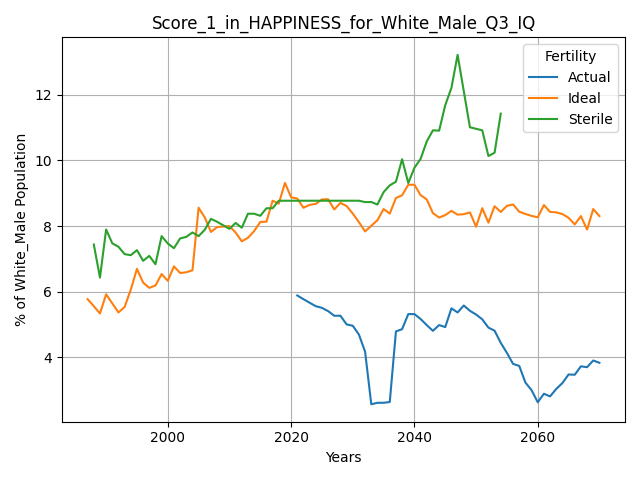 Score_1_in_HAPPINESS_for_White_Male_Q3_IQ
Fertility
Actual
Ideal
Sterile
% of White_Male Population
12
10
8
6
4
2000
2020
2040
2060
Years